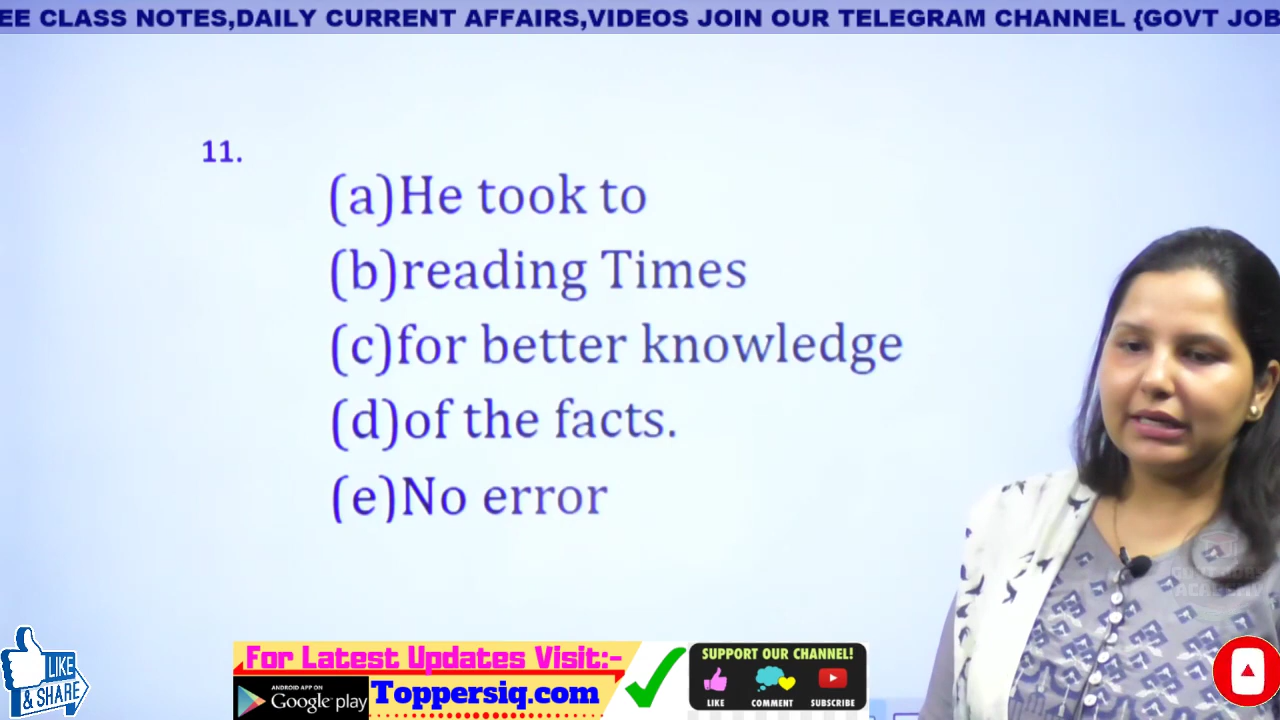 EE CLASS NOTES,DAILY CURRENT AFFAIRS,VIDEOS JOIN OUR TELEGRAM CHANNEL {GOVT JOB
11.
(a)He took to
(b)reading Times
(c)for better knowledge
(d)of the facts.
(e)No error
LIKE
& SHARE
For Latest Updates Visit:-
ANDROID APP ON
Google play
Toppersiq.com
SUPPORT OUR CHANNEL!
LIKE COMMENT SUBSCRIBE
ACADEMY